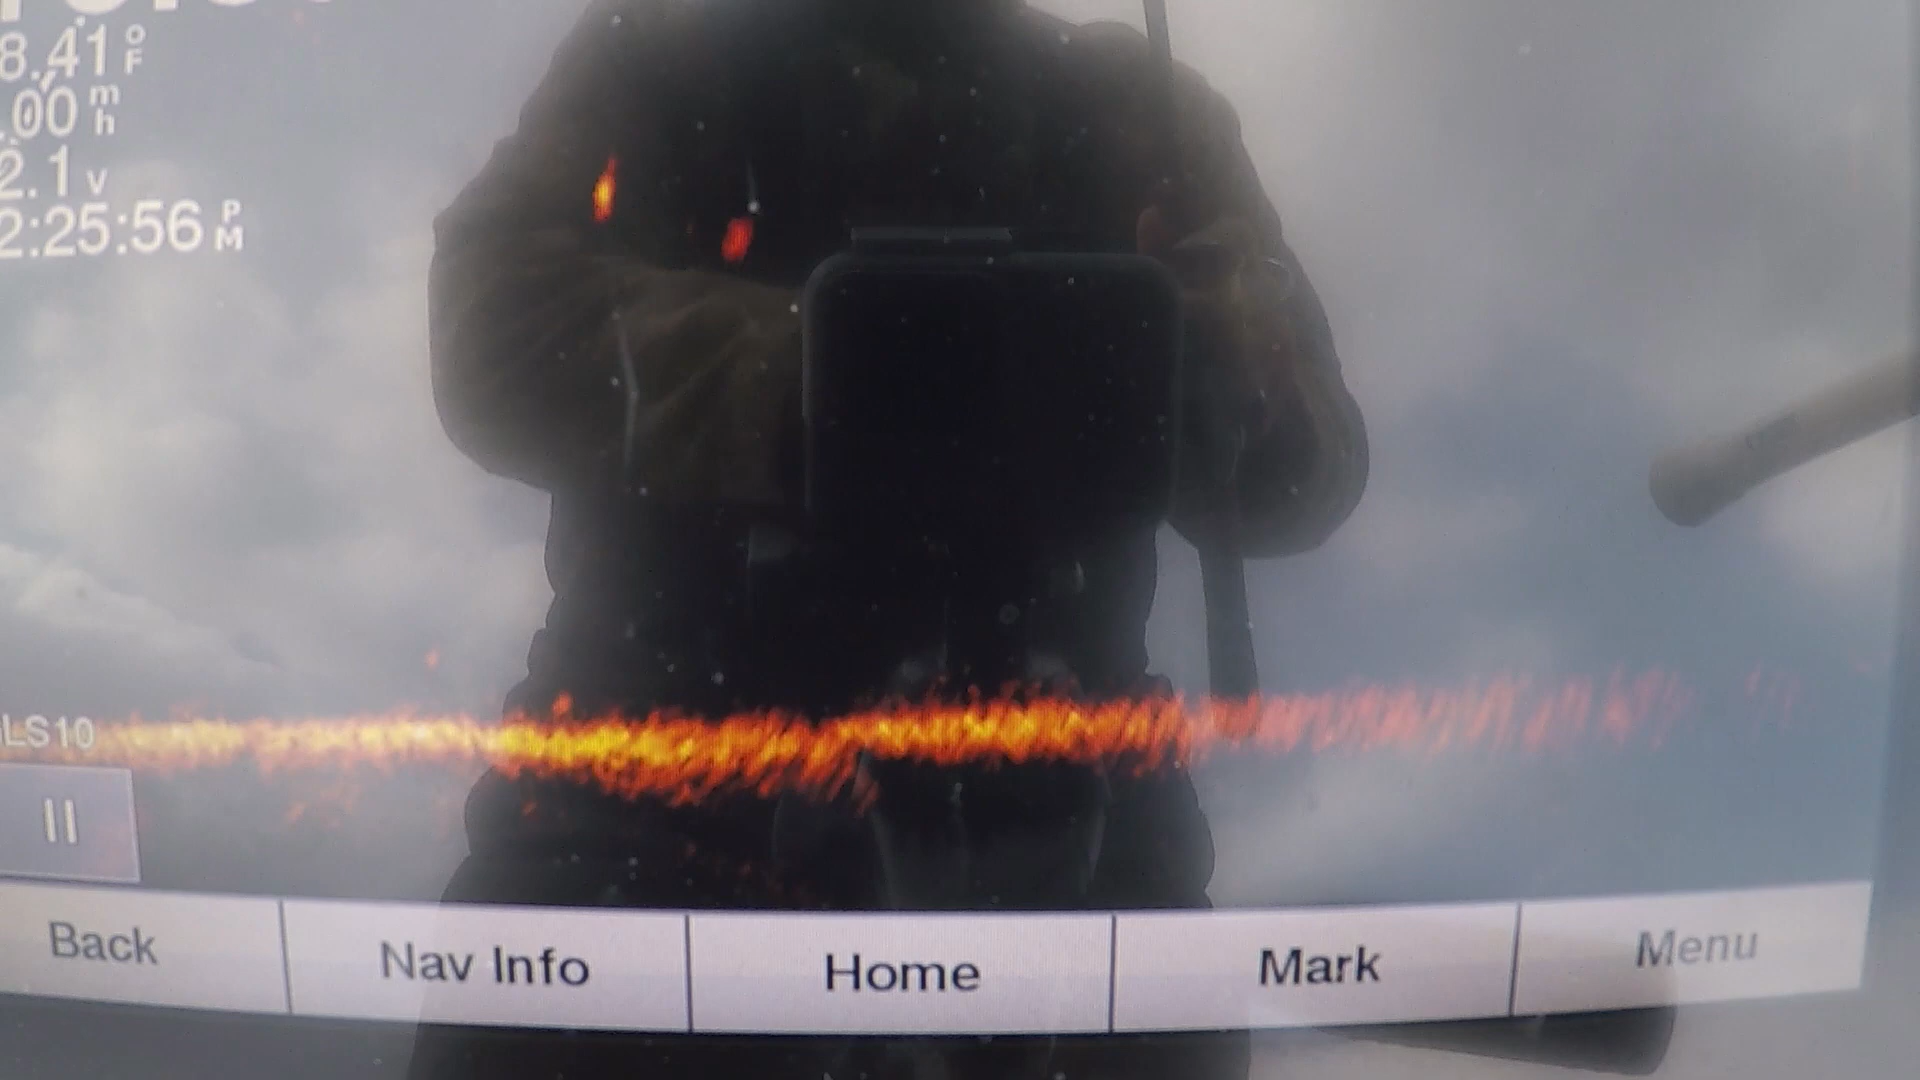 8.41°F
.00 mh
2.1 v
2:25:56 PM
LS10
Back
Nav Info
Home
Mark
Menu